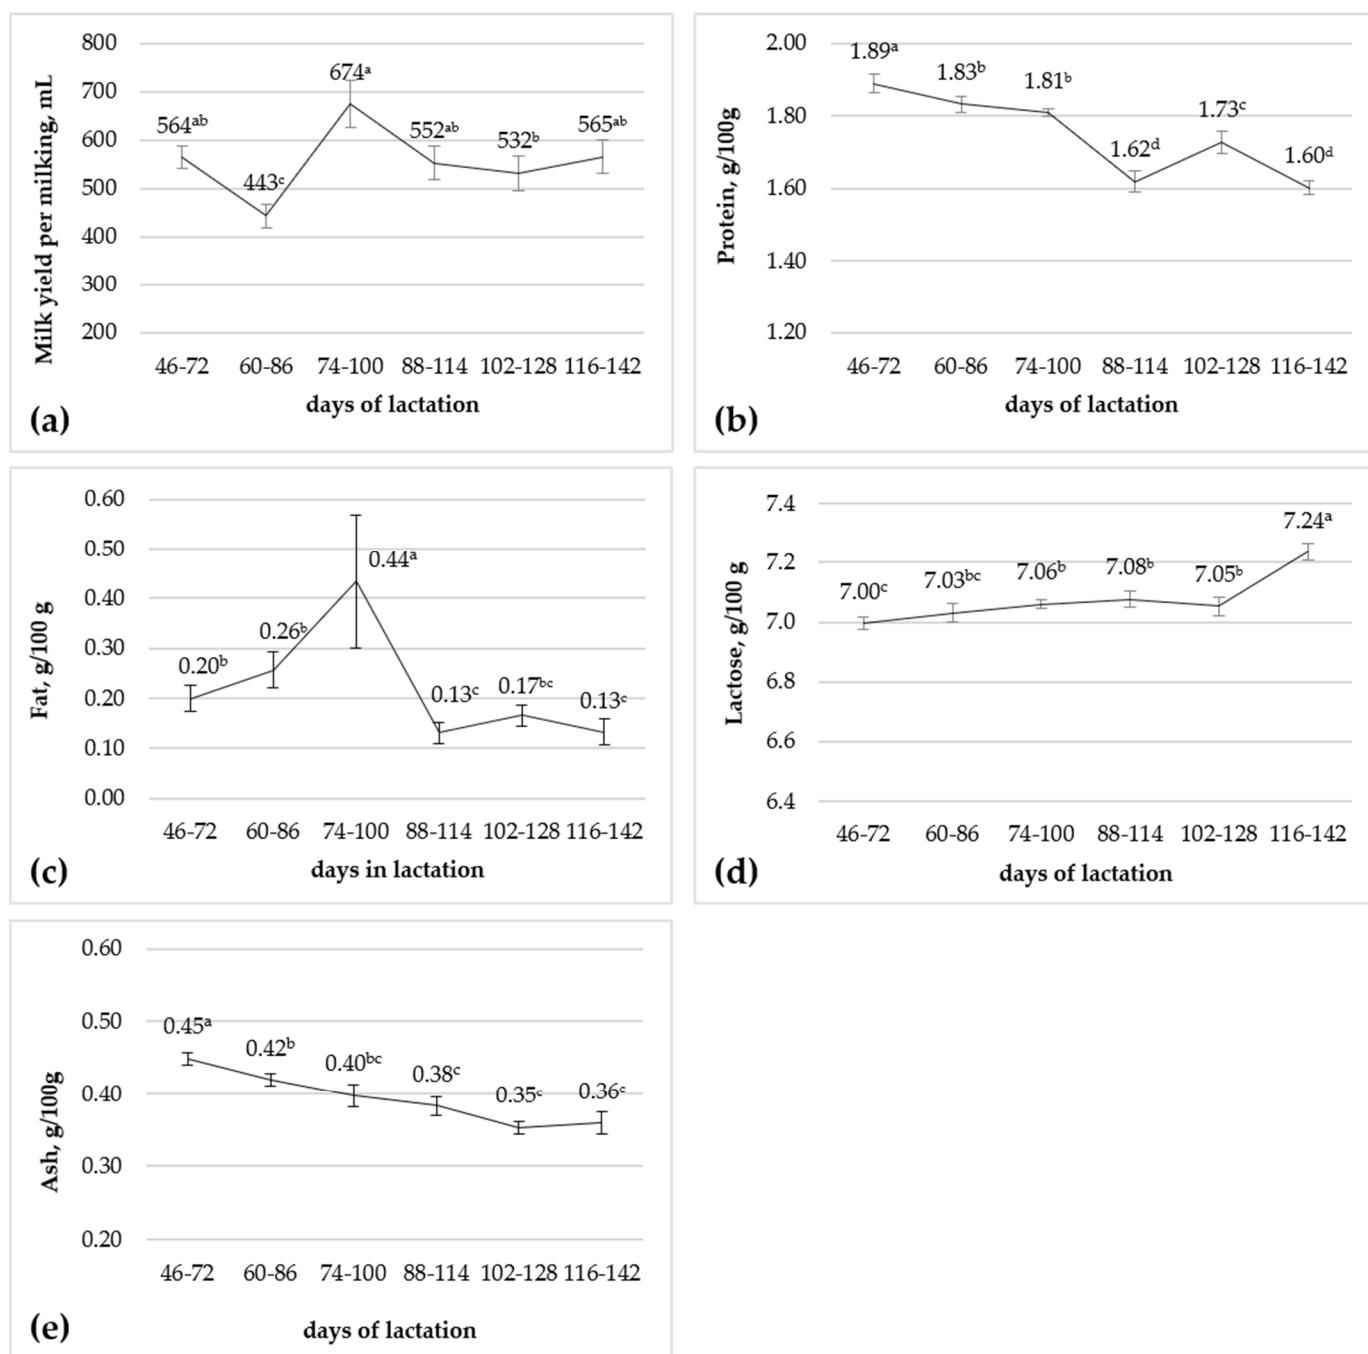 Milk yield per milking, mL
800
700
600
500
400
300
200
564ab
443c
674a
552ab
532b
565ab
46-72 60-86 74-100 88-114 102-128 116-142
days of lactation
(a)
Protein, g/100g
2.00
1.80
1.60
1.40
1.20
1.89a
1.83b
1.81b
1.62d
1.73c
1.60d
46-72 60-86 74-100 88-114 102-128 116-142
days of lactation
(b)
Fat, g/100 g
0.60
0.50
0.40
0.30
0.20
0.10
0.00
0.20b
0.26b
0.44a
0.13c
0.17bc
0.13c
46-72 60-86 74-100 88-114 102-128 116-142
days in lactation
(c)
Lactose, g/100 g
7.4
7.2
7.0
6.8
6.6
6.4
7.00c
7.03bc
7.06b
7.08b
7.05b
7.24a
46-72 60-86 74-100 88-114 102-128 116-142
days of lactation
(d)
Ash, g/100g
0.60
0.50
0.40
0.30
0.20
0.45a
0.42b
0.40bc
0.38c
0.35c
0.36c
46-72 60-86 74-100 88-114 102-128 116-142
days of lactation
(e)